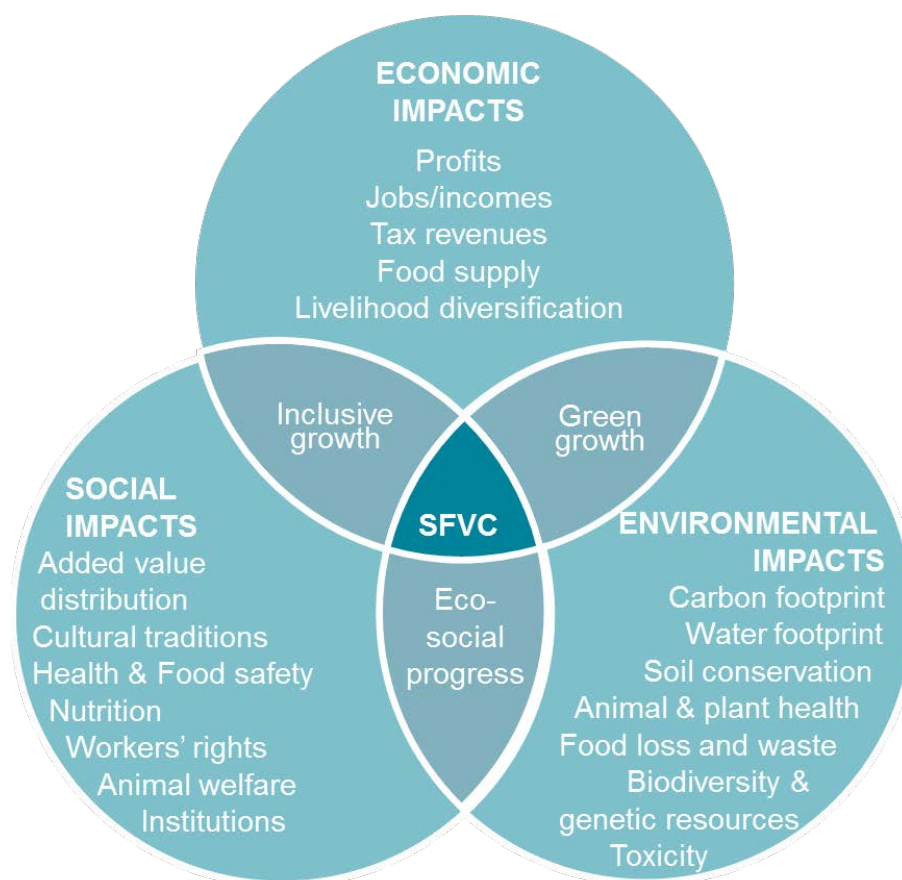 ECONOMIC
IMPACTS
Profits
Jobs/incomes
Tax revenues
Food supply
Livelihood diversification
Inclusive
growth
Green
growth
SFVC
SOCIAL
IMPACTS
Added value
distribution
Cultural traditions
Health & Food safety
Nutrition
Workers’ rights
Animal welfare
Institutions
Eco-
social
progress
ENVIRONMENTAL
IMPACTS
Carbon footprint
Water footprint
Soil conservation
Animal & plant health
Food loss and waste
Biodiversity &
genetic resources
Toxicity